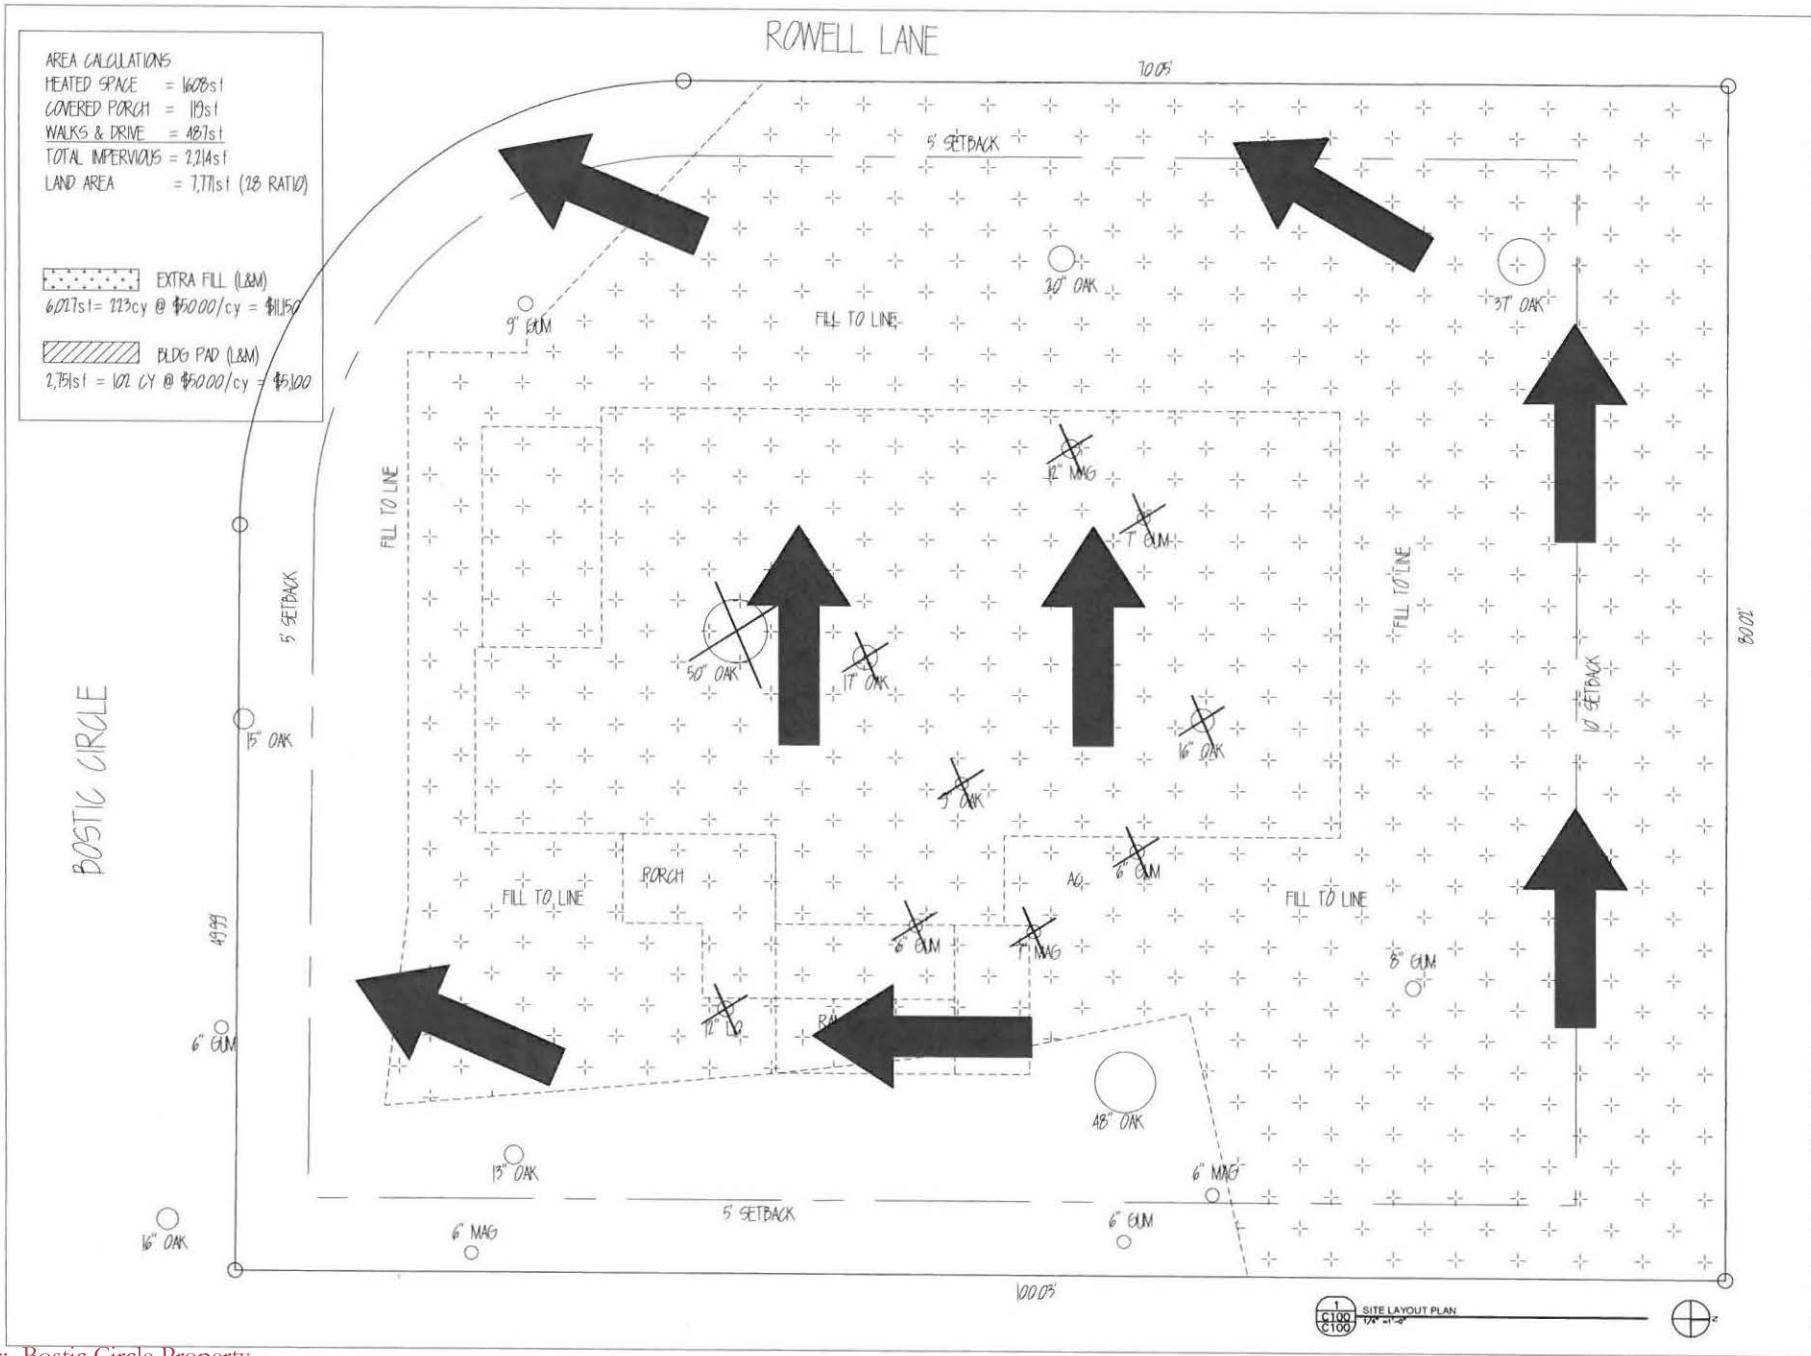 ROWELL LANE
70.05'
AREA CALCULATIONS
HEATED SPACE = 1608sf
COVERED PORCH = 119sf
WALKS & DRIVE = 487sf
TOTAL IMPERVIOUS = 2,214sf
LAND AREA = 7,771sf (.28 RATIO)
EXTRA FILL (L&M)
6,027sf = 223cy @ $50.00/cy = $11,150
BLDG PAD (L&M)
2,751sf = 102 CY @ $50.00/cy = $5,100
5' SETBACK
20" OAK
37" OAK
9" GUM
FILL TO LINE
12" MAG
7" GUM
FILL TO LINE
FILL TO LINE
5' SETBACK
50" OAK
17" OAK
16" OAK
10' SETBACK
80.02'
15" OAK
BOSTIC CIRCLE
9" OAK
6" GUM
PORCH
AC
FILL TO LINE
FILL TO LINE
49.99
6" GUM
7" MAG
8" GUM
6" GUM
48" OAK
13" OAK
6" MAG
5' SETBACK
6" GUM
16" OAK
6" MAG
100.03'
1
C100
C100
SITE LAYOUT PLAN
N
Bostic Circle Property